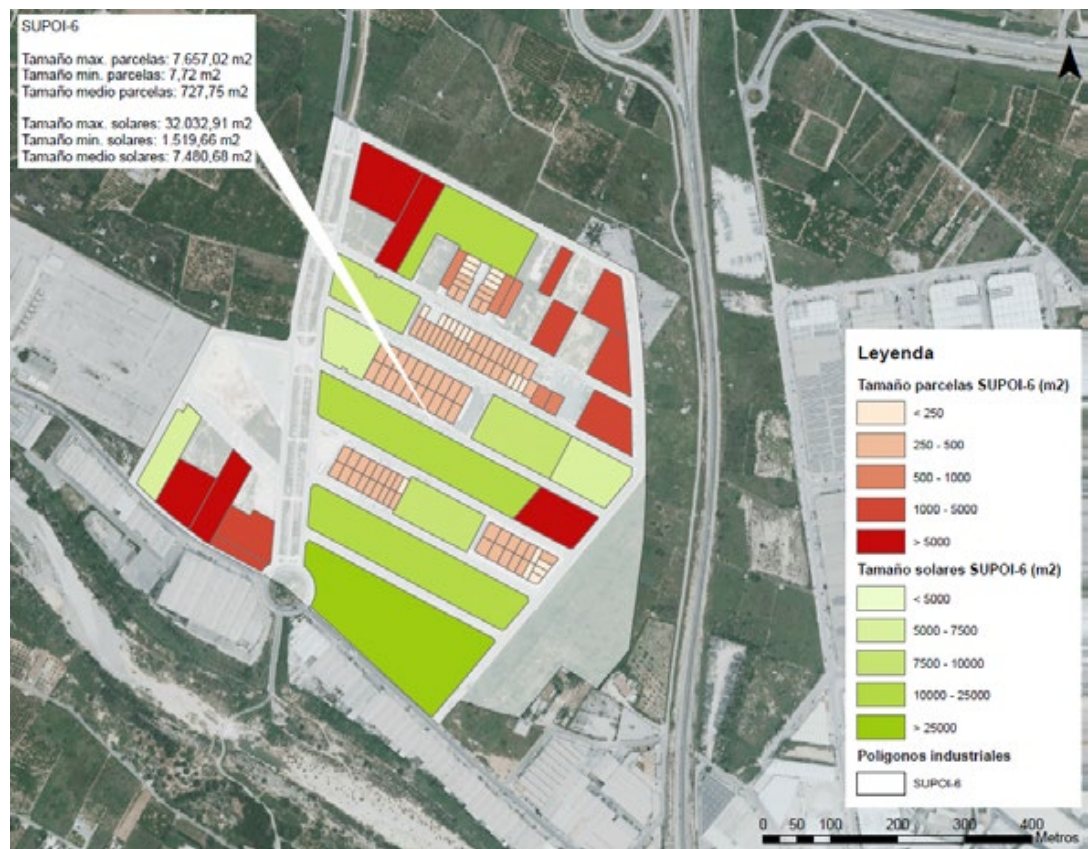 SUPOI-6
Tamaño max. parcelas: 7.657,02 m2
Tamaño min. parcelas: 7,72 m2
Tamaño medio parcelas: 727,75 m2
Tamaño max. solares: 32.032,91 m2
Tamaño min. solares: 1.519,66 m2
Tamaño medio solares: 7.480,68 m2
Leyenda
Tamaño parcelas SUPOI-6 (m2)
< 250
250 - 500
500 - 1000
1000 - 5000
> 5000
Tamaño solares SUPOI-6 (m2)
< 5000
5000 - 7500
7500 - 10000
10000 - 25000
> 25000
Polígonos industriales
SUPOI-6
0 50 100 200 300 400
Metros